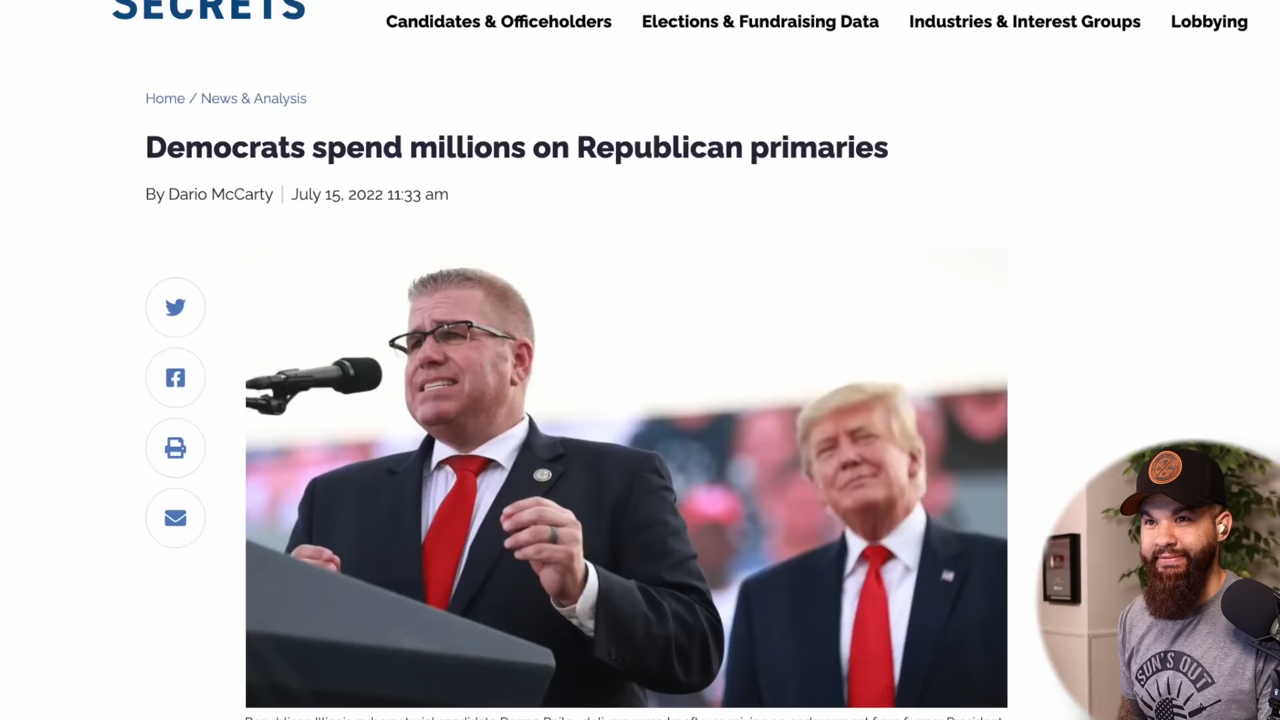 SECRETS
Candidates & Officeholders Elections & Fundraising Data Industries & Interest Groups Lobbying
Home / News & Analysis
Democrats spend millions on Republican primaries
By Dario McCarty | July 15, 2022 11:33 am
SUN'S OUT